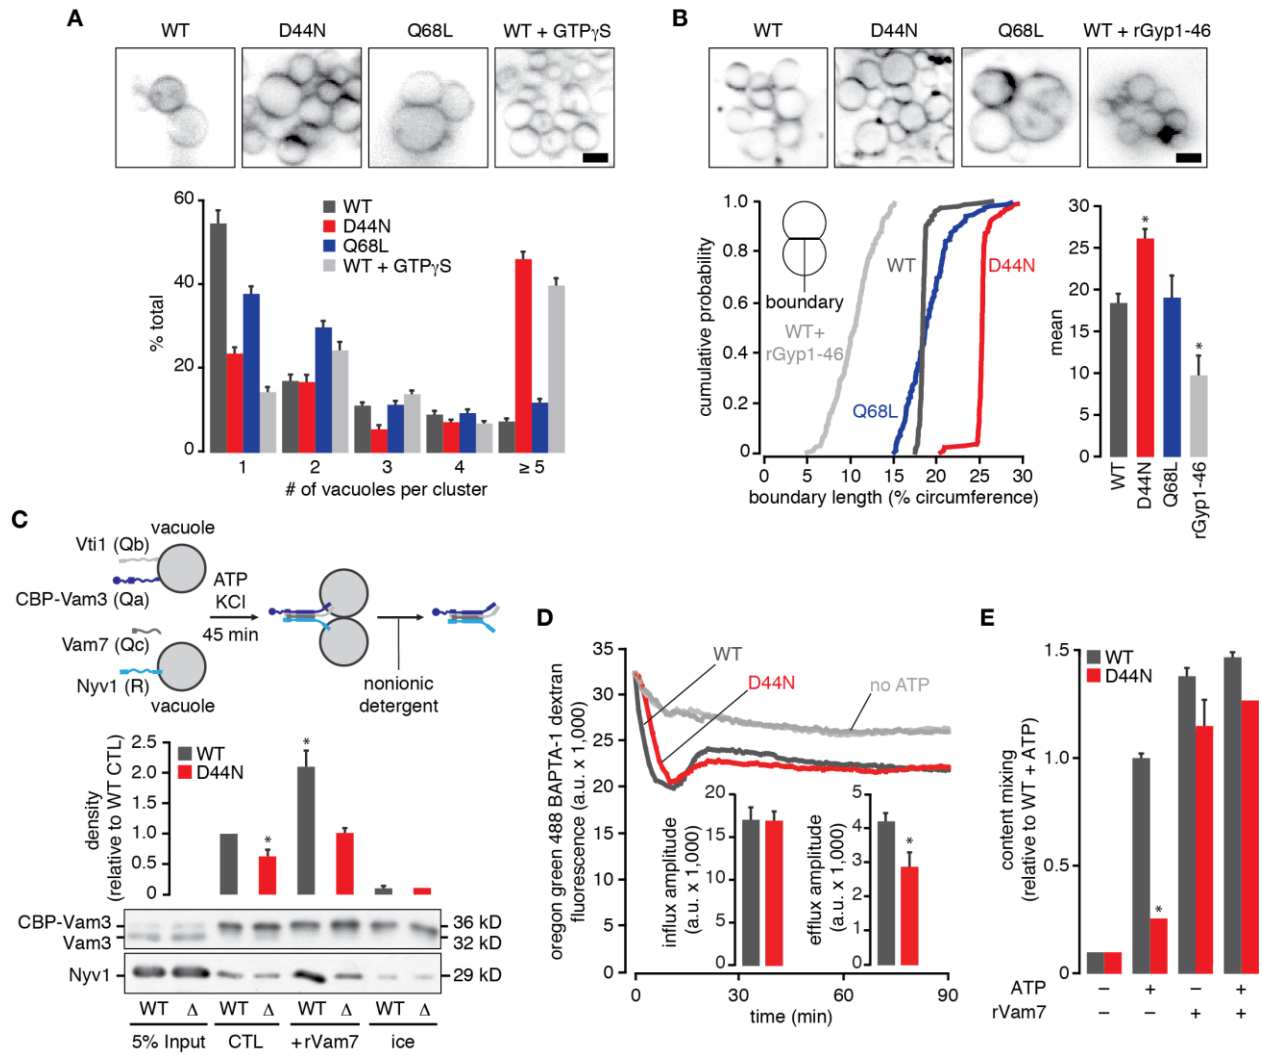 A
WT
D44N
Q68L
WT + GTPγS
60
40
20
0
% total
WT
D44N
Q68L
WT + GTPγS
1
2
3
4
≥ 5
# of vacuoles per cluster
B
WT
D44N
Q68L
WT + rGyp1-46
1.0
0.8
0.6
0.4
0.2
0
cumulative probability
boundary
WT
D44N
WT+
rGyp1-46
Q68L
0
5
10
15
20
25
30
boundary length (% circumference)
30
25
20
15
10
5
0
mean
*
*
WT
D44N
Q68L
rGyp1-46
C
vacuole
Vti1 (Qb)
CBP-Vam3 (Qa)
Vam7 (Qc)
Nyv1 (R)
vacuole
ATP
KCl
45 min
nonionic
detergent
2.5
2.0
1.5
1.0
0.5
0
density
(relative to WT CTL)
WT
D44N
*
*
CBP-Vam3
Vam3
36 kD
32 kD
Nyv1
29 kD
WT Δ WT Δ WT Δ WT Δ
5% Input CTL +rVam7 ice
D
35
30
25
20
15
10
5
0
oregon green 488 BAPTA-1 dextran
fluorescence (a.u. x 1,000)
WT
D44N
no ATP
20
15
10
5
0
influx amplitude
(a.u. x 1,000)
5
4
3
2
1
0
efflux amplitude
(a.u. x 1,000)
*
0
30
60
90
time (min)
E
1.5
1.0
0.5
0
content mixing
(relative to WT + ATP)
WT
D44N
*
ATP – + – +
rVam7 – – + +